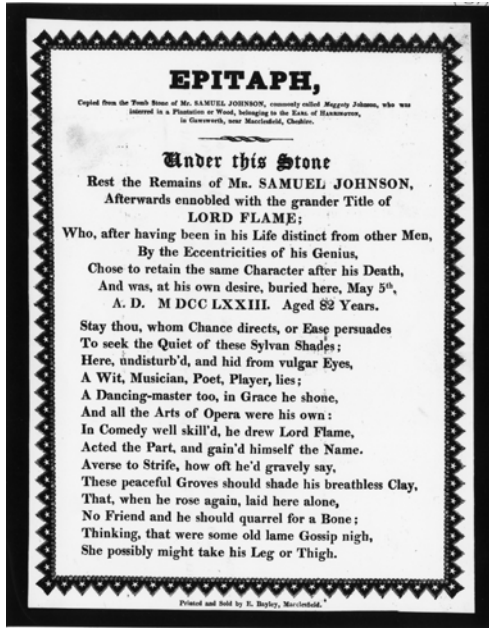 EPITAPH,
Copied from the Tomb Stone of Mr. SAMUEL JOHNSON, commonly called Maggoty Johnson, who was
interred in a Plantation or Wood, belonging to the EARL OF HARRINGTON,
in Gawsworth, near Macclesfield, Cheshire.
Under this Stone
Rest the Remains of MR. SAMUEL JOHNSON,
Afterwards ennobled with the grander Title of
LORD FLAME;
Who, after having been in his Life distinct from other Men,
By the Eccentricities of his Genius,
Chose to retain the same Character after his Death,
And was, at his own desire, buried here, May 5th,
A. D. M DCC LXXIII. Aged 82 Years.
Stay thou, whom Chance directs, or Ease persuades
To seek the Quiet of these Sylvan Shades;
Here, undisturb'd, and hid from vulgar Eyes,
A Wit, Musician, Poet, Player, lies;
A Dancing-master too, in Grace he shone,
And all the Arts of Opera were his own:
In Comedy well skill'd, he drew Lord Flame,
Acted the Part, and gain'd himself the Name.
Averse to Strife, how oft he'd gravely say,
These peaceful Groves should shade his breathless Clay,
That, when he rose again, laid here alone,
No Friend and he should quarrel for a Bone;
Thinking, that were some old lame Gossip nigh,
She possibly might take his Leg or Thigh.
Printed and Sold by E. Bayley, Macclesfield.